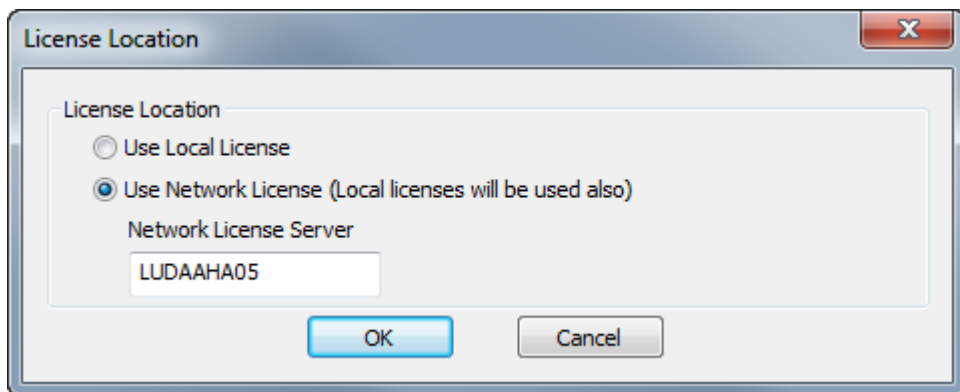 License Location
License Location
Use Local License
Use Network License (Local licenses will be used also)
Network License Server
LUDAAHA05
OK Cancel